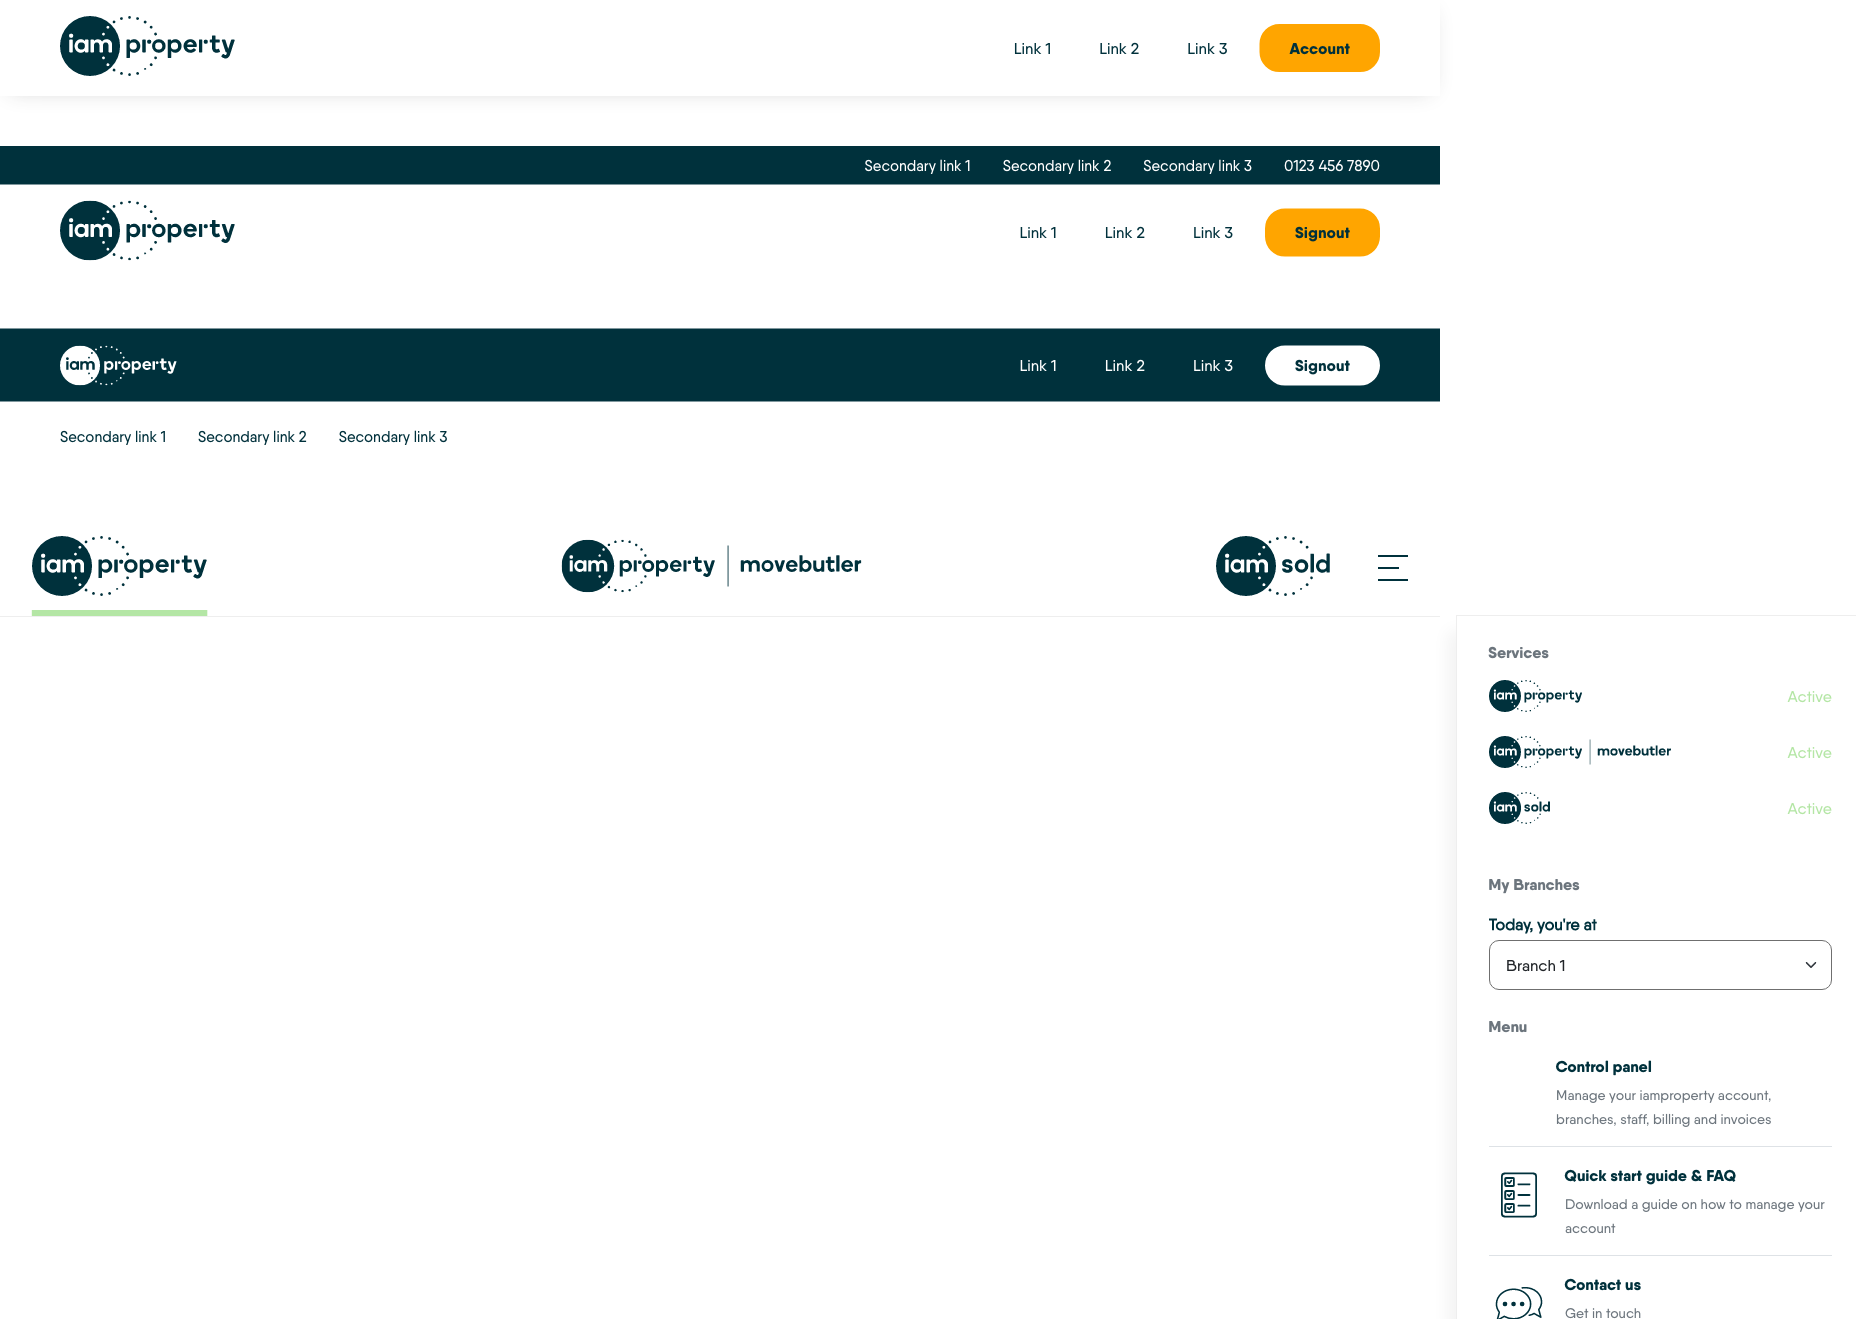 iam property
Link 1 Link 2 Link 3 Account
Secondary link 1 Secondary link 2 Secondary link 3 0123 456 7890
iam property
Link 1 Link 2 Link 3 Signout
iam property
Link 1 Link 2 Link 3 Signout
Secondary link 1 Secondary link 2 Secondary link 3
iam property
iam property | movebutler
iam sold
Services
iam property Active
iam property | movebutler Active
iam sold Active
My Branches
Today, you're at
Branch 1
Menu
Control panel
Manage your iamproperty account,
branches, staff, billing and invoices
Quick start guide & FAQ
Download a guide on how to manage your
account
Contact us
Get in touch